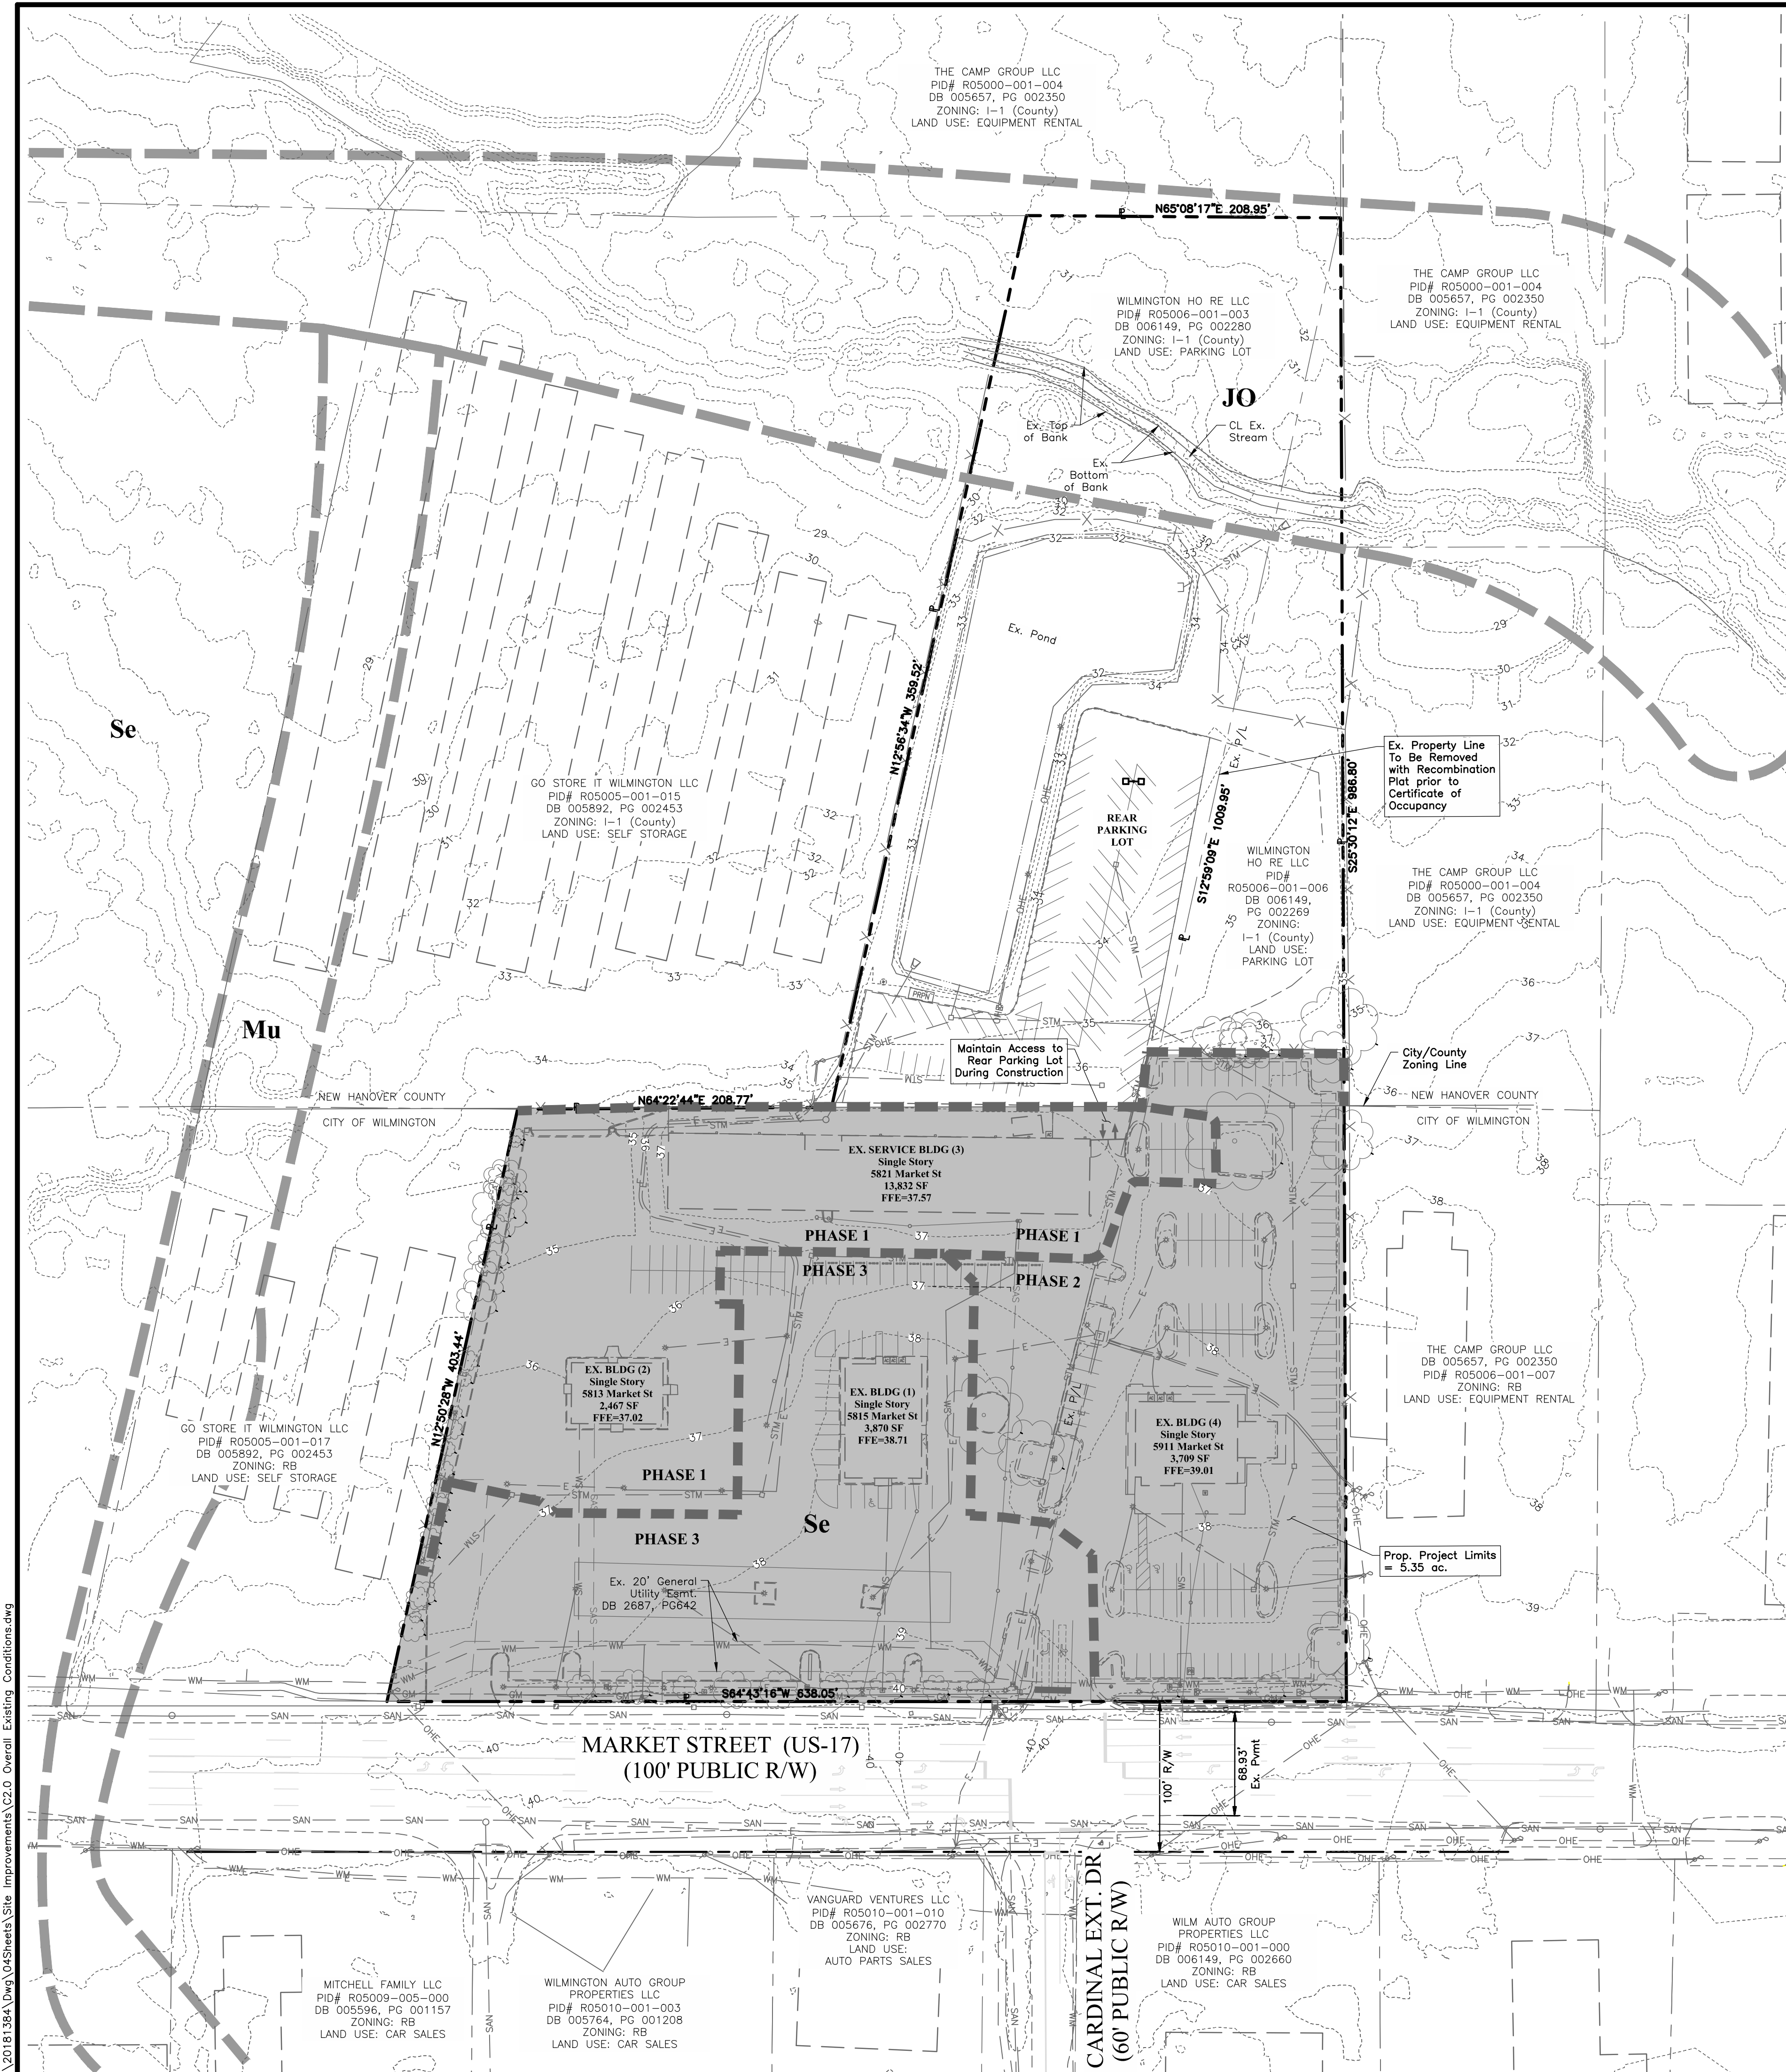 THE CAMP GROUP LLC
PID# R05000-001-004
DB 005657, PG 002350
ZONING: I-1 (County)
LAND USE: EQUIPMENT RENTAL
N65°08'17"E 208.95'
THE CAMP GROUP LLC
PID# R05000-001-004
DB 005657, PG 002350
ZONING: I-1 (County)
LAND USE: EQUIPMENT RENTAL
WILMINGTON HO RE LLC
PID# R05006-001-003
DB 006149, PG 002280
ZONING: I-1 (County)
LAND USE: PARKING LOT
JO
Ex. Top
of Bank
CL Ex.
Stream
Ex.
Bottom
of Bank
Ex. Pond
N12°56'34"W 359.52'
Se
GO STORE IT WILMINGTON LLC
PID# R05005-001-015
DB 005892, PG 002453
ZONING: I-1 (County)
LAND USE: SELF STORAGE
Ex. P/L
Ex. Property Line
To Be Removed
with Recombination
Plat prior to
Certificate of
Occupancy
REAR
PARKING
LOT
S12°59'09"E 1009.95'
S25°30'12"E 986.80'
WILMINGTON
HO RE LLC
PID#
R05006-001-006
DB 006149,
PG 002269
ZONING:
I-1 (County)
LAND USE:
PARKING LOT
THE CAMP GROUP LLC
PID# R05000-001-004
DB 005657, PG 002350
ZONING: I-1 (County)
LAND USE: EQUIPMENT RENTAL
Mu
PRPN
Maintain Access to
Rear Parking Lot
During Construction
City/County
Zoning Line
NEW HANOVER COUNTY
CITY OF WILMINGTON
N64°22'44"E 208.77'
NEW HANOVER COUNTY
CITY OF WILMINGTON
EX. SERVICE BLDG (3)
Single Story
5821 Market St
13,832 SF
FFE=37.57
PHASE 1
PHASE 1
PHASE 3
PHASE 2
N12°50'28"W 403.44'
EX. BLDG (2)
Single Story
5813 Market St
2,467 SF
FFE=37.02
EX. BLDG (1)
Single Story
5815 Market St
3,870 SF
FFE=38.71
Ex. P/L
EX. BLDG (4)
Single Story
5911 Market St
3,709 SF
FFE=39.01
THE CAMP GROUP LLC
DB 005657, PG 002350
PID# R05006-001-007
ZONING: RB
LAND USE: EQUIPMENT RENTAL
GO STORE IT WILMINGTON LLC
PID# R05005-001-017
DB 005892, PG 002453
ZONING: RB
LAND USE: SELF STORAGE
PHASE 1
PHASE 3
Se
Prop. Project Limits
= 5.35 ac.
Ex. 20' General
Utility Esmt.
DB 2687, PG642
S64°43'16"W 638.05'
MARKET STREET (US-17)
(100' PUBLIC R/W)
100' R/W
68.93'
Ex. Pvmt
CARDINAL EXT. DR
(60' PUBLIC R/W)
VANGUARD VENTURES LLC
PID# R05010-001-010
DB 005676, PG 002770
ZONING: RB
LAND USE:
AUTO PARTS SALES
WILM AUTO GROUP
PROPERTIES LLC
PID# R05010-001-000
DB 006149, PG 002660
ZONING: RB
LAND USE: CAR SALES
MITCHELL FAMILY LLC
PID# R05009-005-000
DB 005596, PG 001157
ZONING: RB
LAND USE: CAR SALES
WILMINGTON AUTO GROUP
PROPERTIES LLC
PID# R05010-001-003
DB 005764, PG 001208
ZONING: RB
LAND USE: CAR SALES
\20181384\Dwg\04Sheets\Site Improvements\C2.0 Overall Existing Conditions.dwg